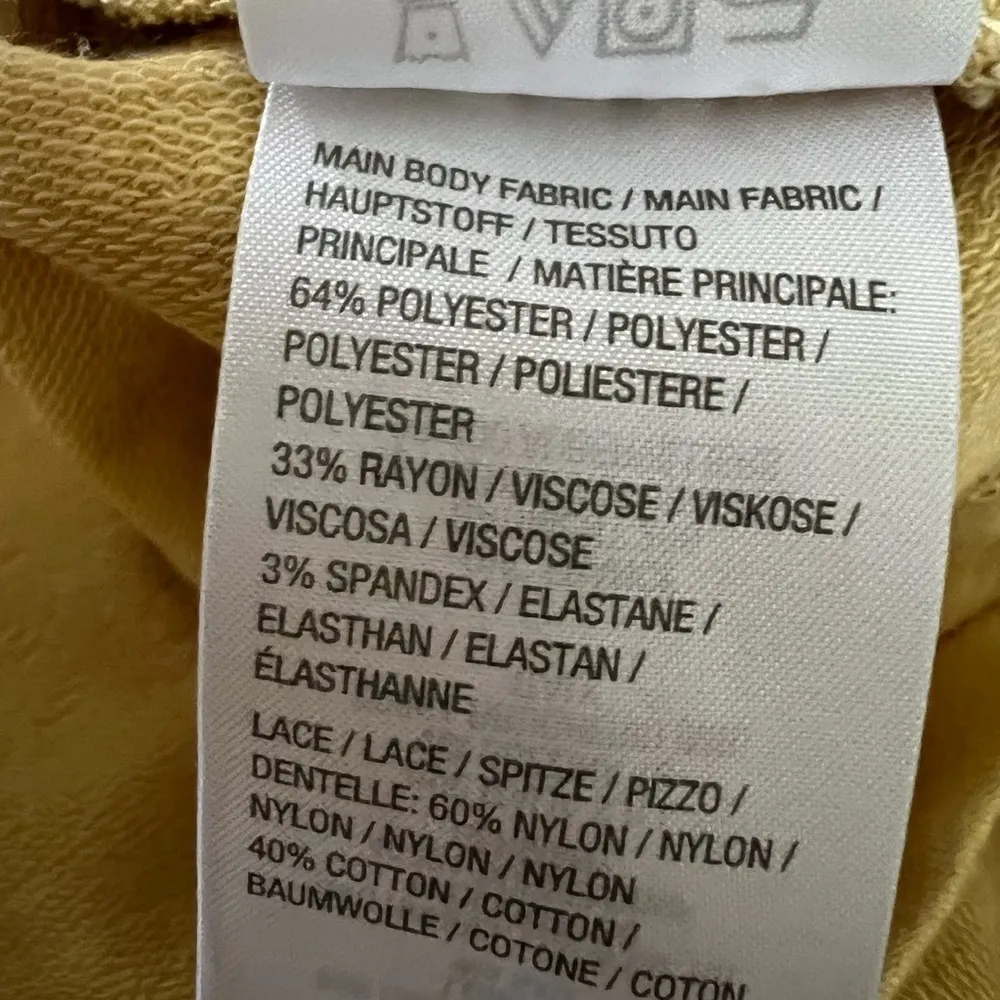 MAIN BODY FABRIC / MAIN FABRIC /
HAUPTSTOFF / TESSUTO
PRINCIPALE / MATIÈRE PRINCIPALE:
64% POLYESTER / POLYESTER /
POLYESTER / POLIESTERE /
POLYESTER
33% RAYON / VISCOSE / VISKOSE /
VISCOSA / VISCOSE
3% SPANDEX / ELASTANE /
ELASTHAN / ELASTAN /
ÉLASTHANNE
LACE / LACE / SPITZE / PIZZO /
DENTELLE: 60% NYLON / NYLON /
NYLON / NYLON / NYLON
40% COTTON / COTTON /
BAUMWOLLE / COTONE / COTON